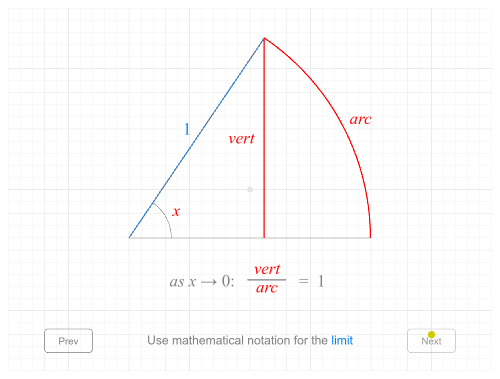 1
vert
arc
x
as x → 0: vert/arc = 1
Prev
Use mathematical notation for the limit
Next